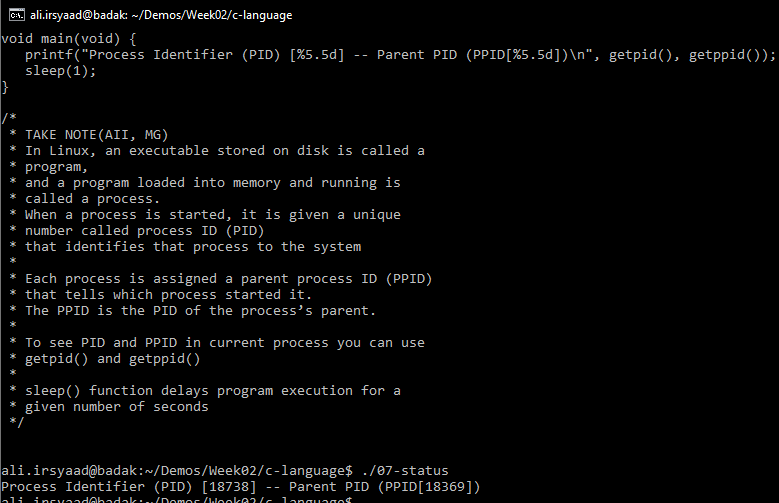 ali.irsyaad@badak: ~/Demos/Week02/c-language
void main(void) {
   printf("Process Identifier (PID) [%5.5d] -- Parent PID (PPID[%5.5d])\n", getpid(), getppid());
   sleep(1);
}

/*
 * TAKE NOTE(AII, MG)
 * In Linux, an executable stored on disk is called a
 * program,
 * and a program loaded into memory and running is
 * called a process.
 * When a process is started, it is given a unique
 * number called process ID (PID)
 * that identifies that process to the system
 *
 * Each process is assigned a parent process ID (PPID)
 * that tells which process started it.
 * The PPID is the PID of the process’s parent.
 *
 * To see PID and PPID in current process you can use
 * getpid() and getppid()
 *
 * sleep() function delays program execution for a
 * given number of seconds
 */

ali.irsyaad@badak:~/Demos/Week02/c-language$ ./07-status
Process Identifier (PID) [18738] -- Parent PID (PPID[18369])
ali.irsyaad@badak:~/Demos/Week02/c-language$